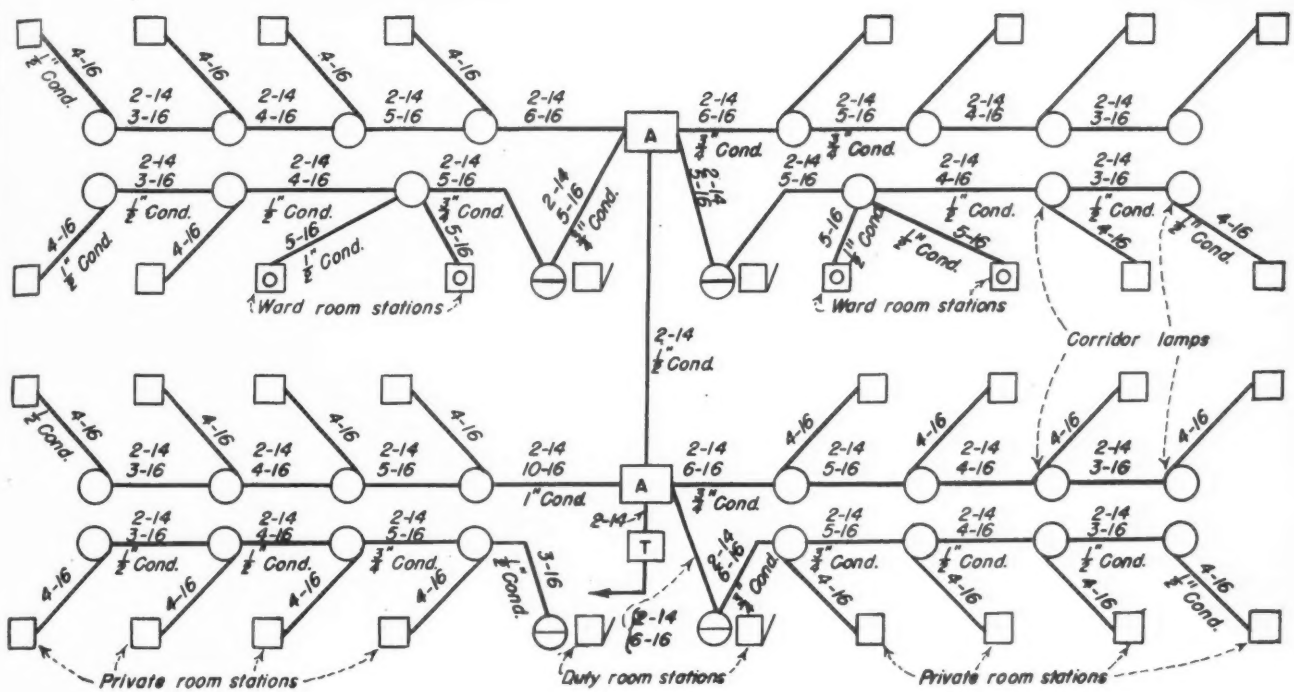 4-16 4-16 4-16 4-16
1/2" Cond.
2-14 2-14 2-14 2-14 2-14 2-14 2-14 2-14
3-16 4-16 5-16 6-16 A 6-16 5-16 4-16 3-16
3/4" Cond. 3/4" Cond.
2-14 2-14 2-14 2-14 2-14 2-14 2-14 2-14
3-16 4-16 5-16 5-16 5-16 5-16 4-16 3-16
1/2" Cond. 1/2" Cond. 3/4" Cond. 3/4" Cond. 1/2" Cond. 1/2" Cond.
4-16 4-16 5-16 5-16 5-16 5-16 4-16 4-16
1/2" Cond. 1/2" Cond. 1/2" Cond. 1/2" Cond. 1/2" Cond.
Ward room stations Ward room stations
2-14
1/2" Cond.
Corridor lamps
4-16 4-16 4-16 4-16 4-16 4-16 4-16 4-16
1/2" Cond.
2-14 2-14 2-14 2-14 2-14 2-14 2-14 2-14
3-16 4-16 5-16 10-16 A 6-16 5-16 4-16 3-16
1" Cond. 3/4" Cond.
2-14
T
2-14 2-14 2-14 2-14 2-14 2-14 2-14
3-16 4-16 5-16 3-16 6-16 5-16 4-16 3-16
1/2" Cond. 1/2" Cond. 3/4" Cond. 1/2" Cond. Cond. 3/4" Cond. 1/2" Cond. 1/2" Cond.
4-16 4-16 4-16 4-16 4-16 4-16 4-16 4-16
1/2" Cond.
2-14
6-16
Private room stations Duty room stations Private room stations